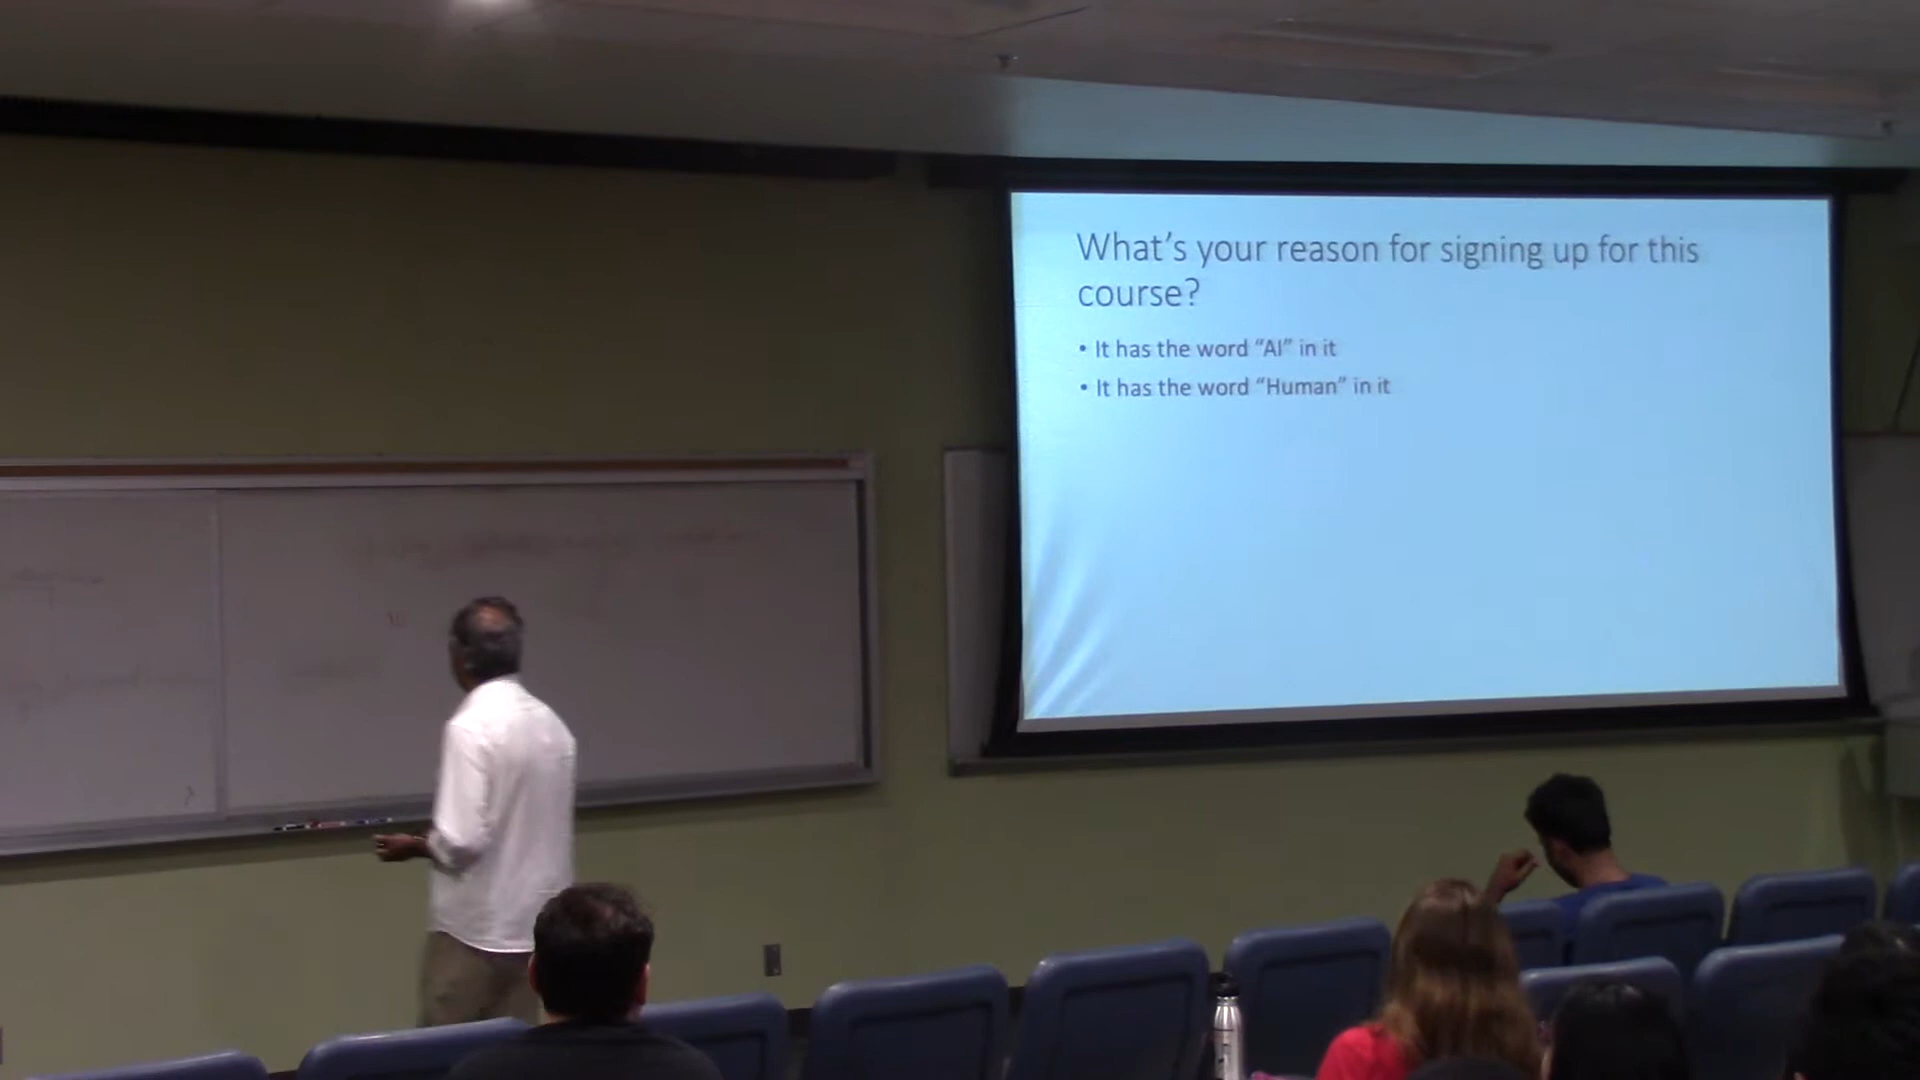 What's your reason for signing up for this
course?
• It has the word “AI” in it
• It has the word “Human” in it